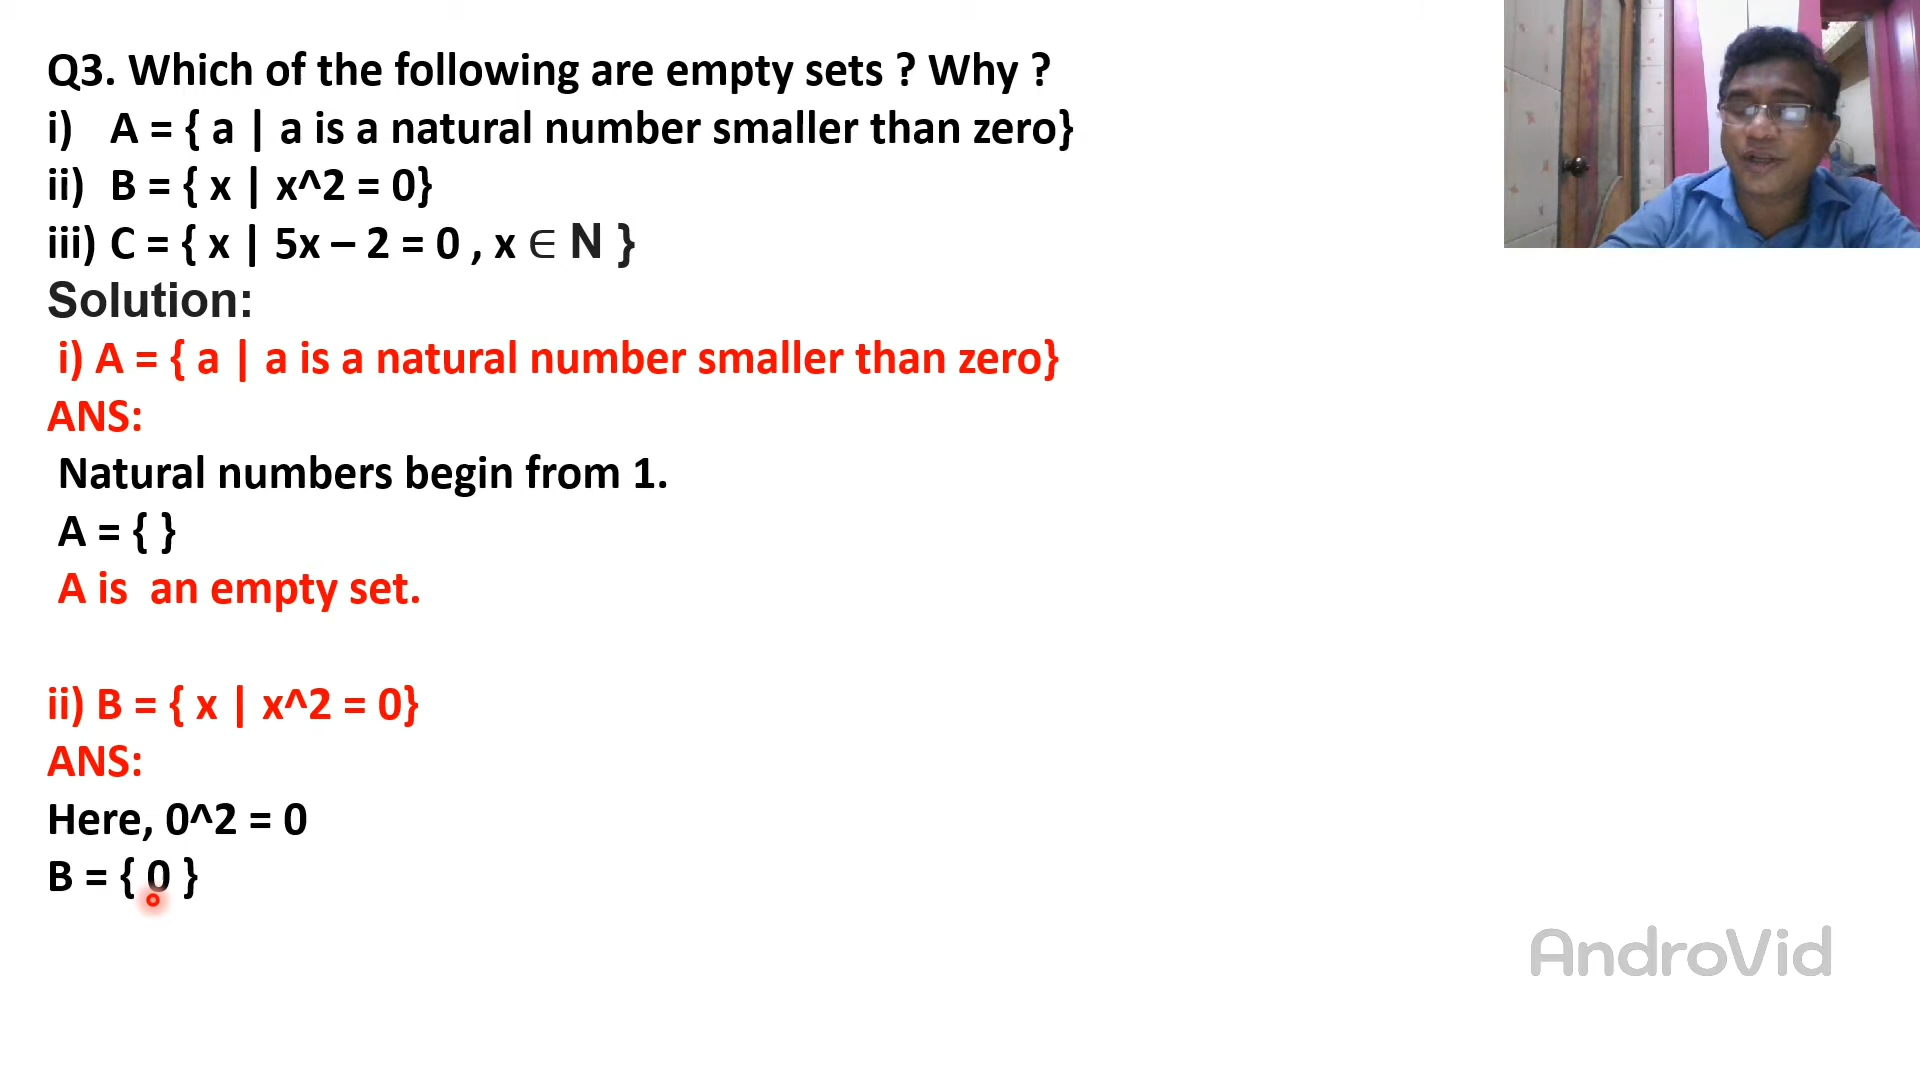 Q3. Which of the following are empty sets ? Why ?
i) A = { a | a is a natural number smaller than zero}
ii) B = { x | x^2 = 0}
iii) C = { x | 5x – 2 = 0 , x ∈ N }
Solution:
i) A = { a | a is a natural number smaller than zero}
ANS:
Natural numbers begin from 1.
A = { }
A is an empty set.
ii) B = { x | x^2 = 0}
ANS:
Here, 0^2 = 0
B = { 0 }
AndroVid